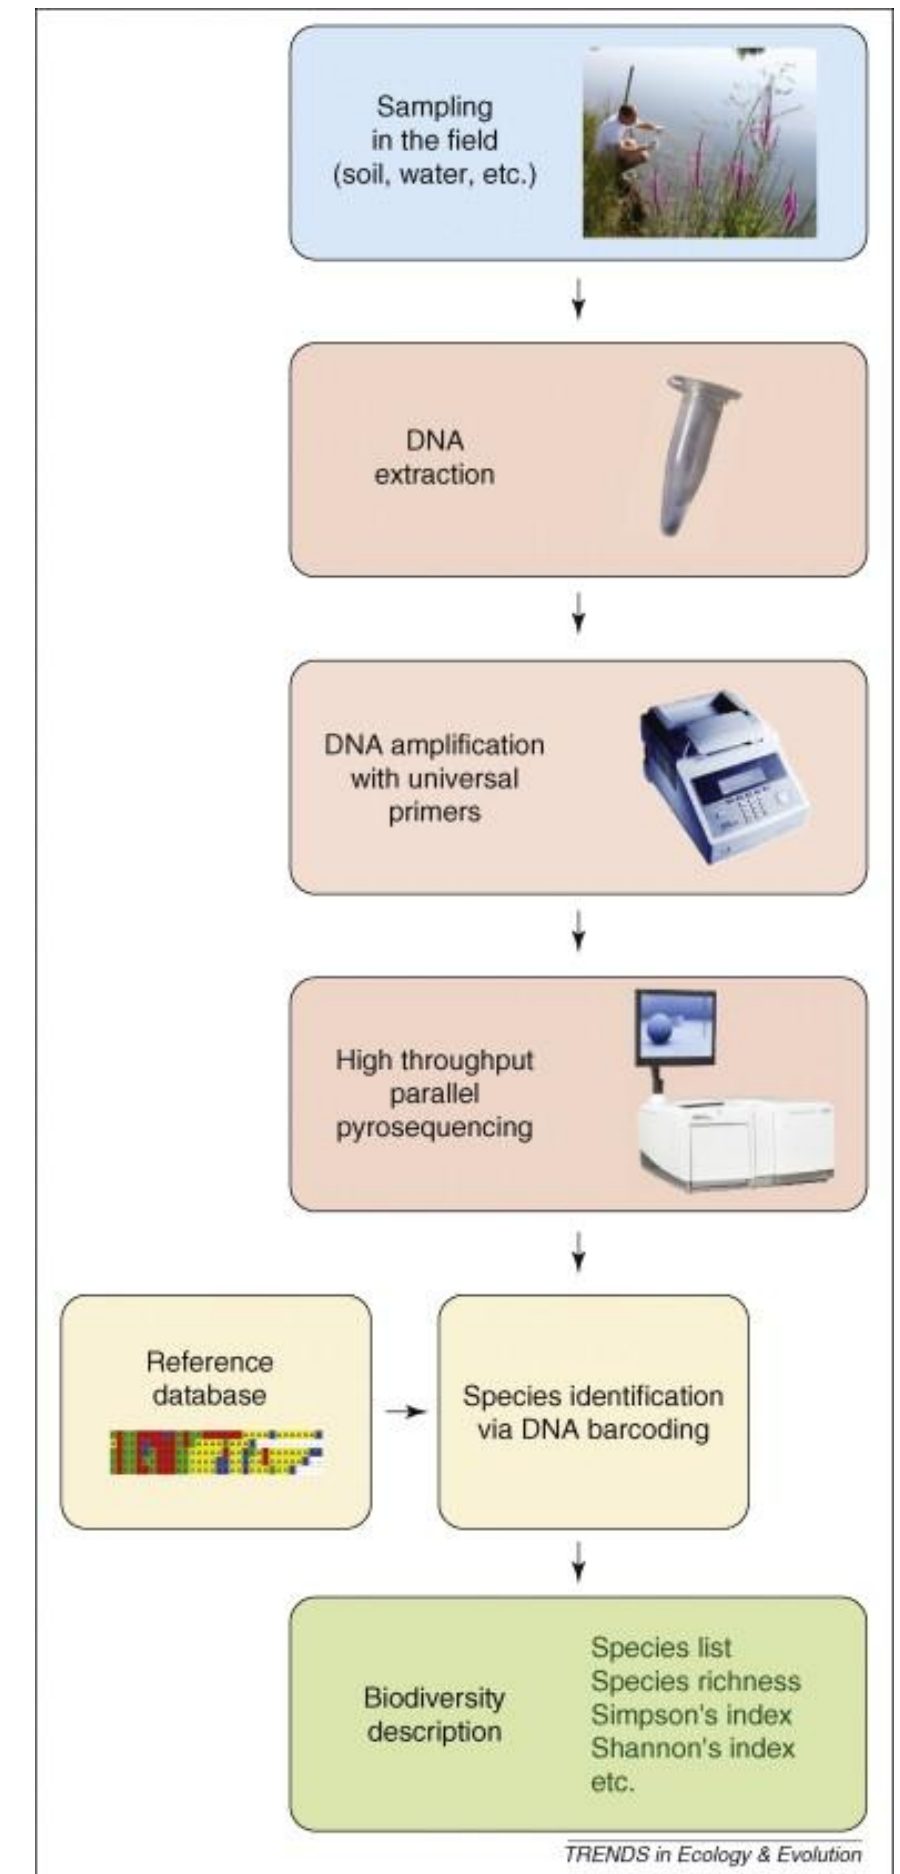 Sampling
in the field
(soil, water, etc.)
DNA
extraction
DNA amplification
with universal
primers
High throughput
parallel
pyrosequencing
Reference
database
Species identification
via DNA barcoding
Biodiversity
description
Species list
Species richness
Simpson's index
Shannon's index
etc.
TRENDS in Ecology & Evolution